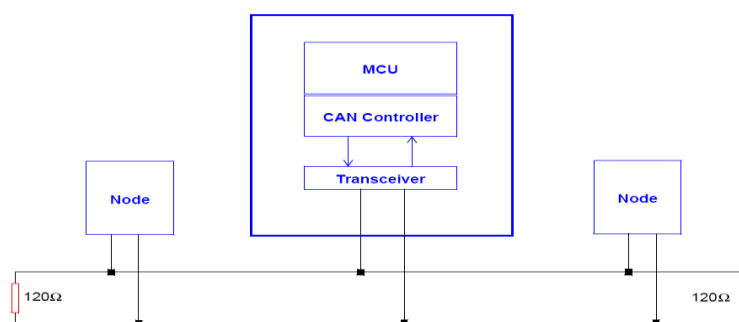 MCU
CAN Controller
Transceiver
Node
Node
120Ω
120Ω